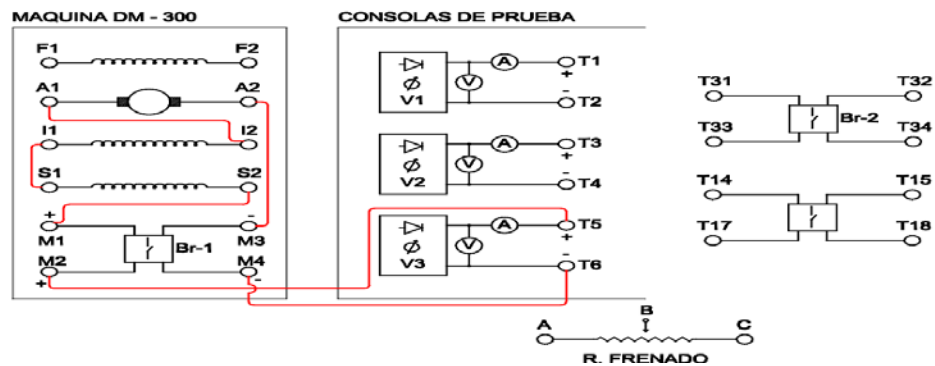 MAQUINA DM - 300
CONSOLAS DE PRUEBA
F1 F2
A1 A2
I1 I2
S1 S2
+ -
M1 Br-1 M3
M2 M4
+ -
A T1
+
V
-
V1 T2
A T3
+
V
-
V2 T4
A T5
+
V
-
V3 T6
T31 T32
Br-2
T33 T34
T14 T15
T17 T18
A B C
R. FRENADO